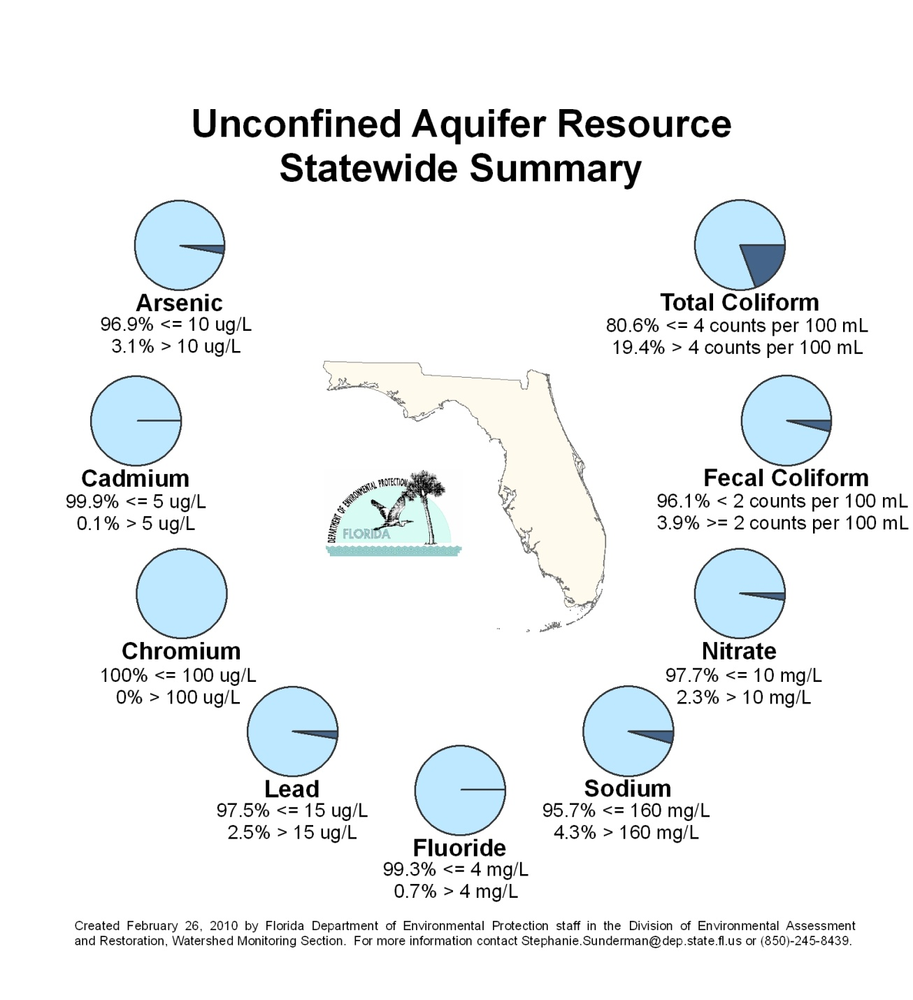 Unconfined Aquifer Resource
Statewide Summary
Arsenic
96.9% <= 10 ug/L
3.1% > 10 ug/L
Total Coliform
80.6% <= 4 counts per 100 mL
19.4% > 4 counts per 100 mL
Cadmium
99.9% <= 5 ug/L
0.1% > 5 ug/L
DEPARTMENT OF ENVIRONMENTAL PROTECTION
FLORIDA
Fecal Coliform
96.1% < 2 counts per 100 mL
3.9% >= 2 counts per 100 mL
Chromium
100% <= 100 ug/L
0% > 100 ug/L
Nitrate
97.7% <= 10 mg/L
2.3% > 10 mg/L
Lead
97.5% <= 15 ug/L
2.5% > 15 ug/L
Sodium
95.7% <= 160 mg/L
4.3% > 160 mg/L
Fluoride
99.3% <= 4 mg/L
0.7% > 4 mg/L
Created February 26, 2010 by Florida Department of Environmental Protection staff in the Division of Environmental Assessment
and Restoration, Watershed Monitoring Section. For more information contact Stephanie.Sunderman@dep.state.fl.us or (850)-245-8439.